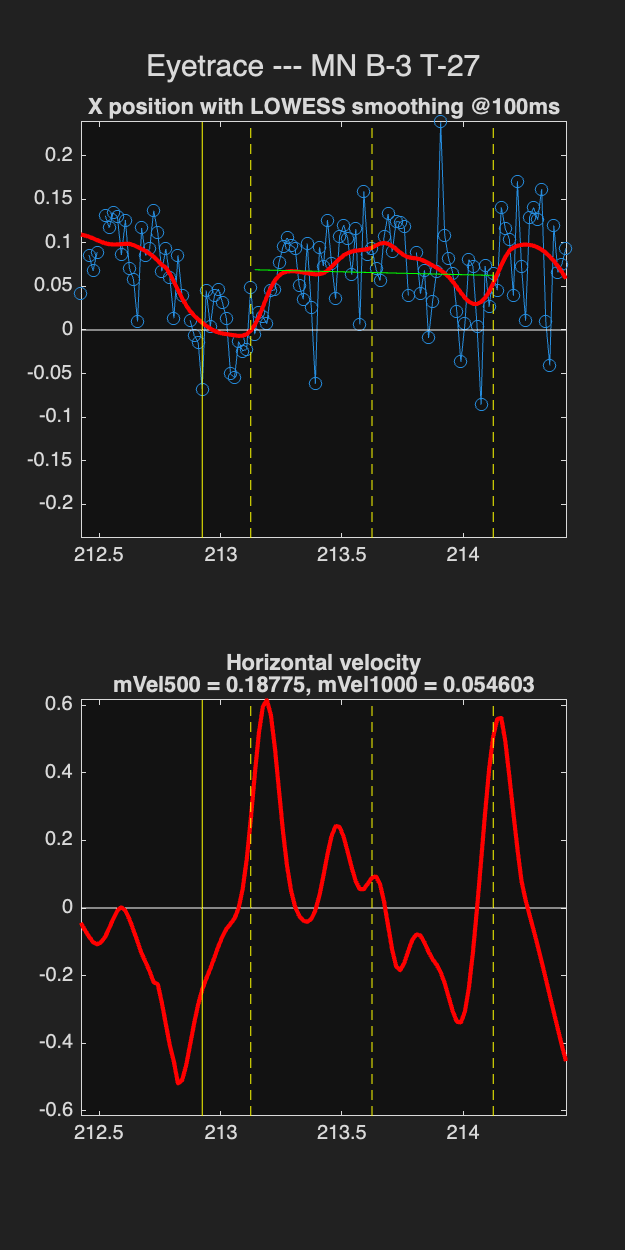 Eyetrace --- MN B-3 T-27
X position with LOWESS smoothing @100ms
0.2
0.15
0.1
0.05
0
-0.05
-0.1
-0.15
-0.2
212.5 213 213.5 214
Horizontal velocity
mVel500 = 0.18775, mVel1000 = 0.054603
0.6
0.4
0.2
0
-0.2
-0.4
-0.6
212.5 213 213.5 214